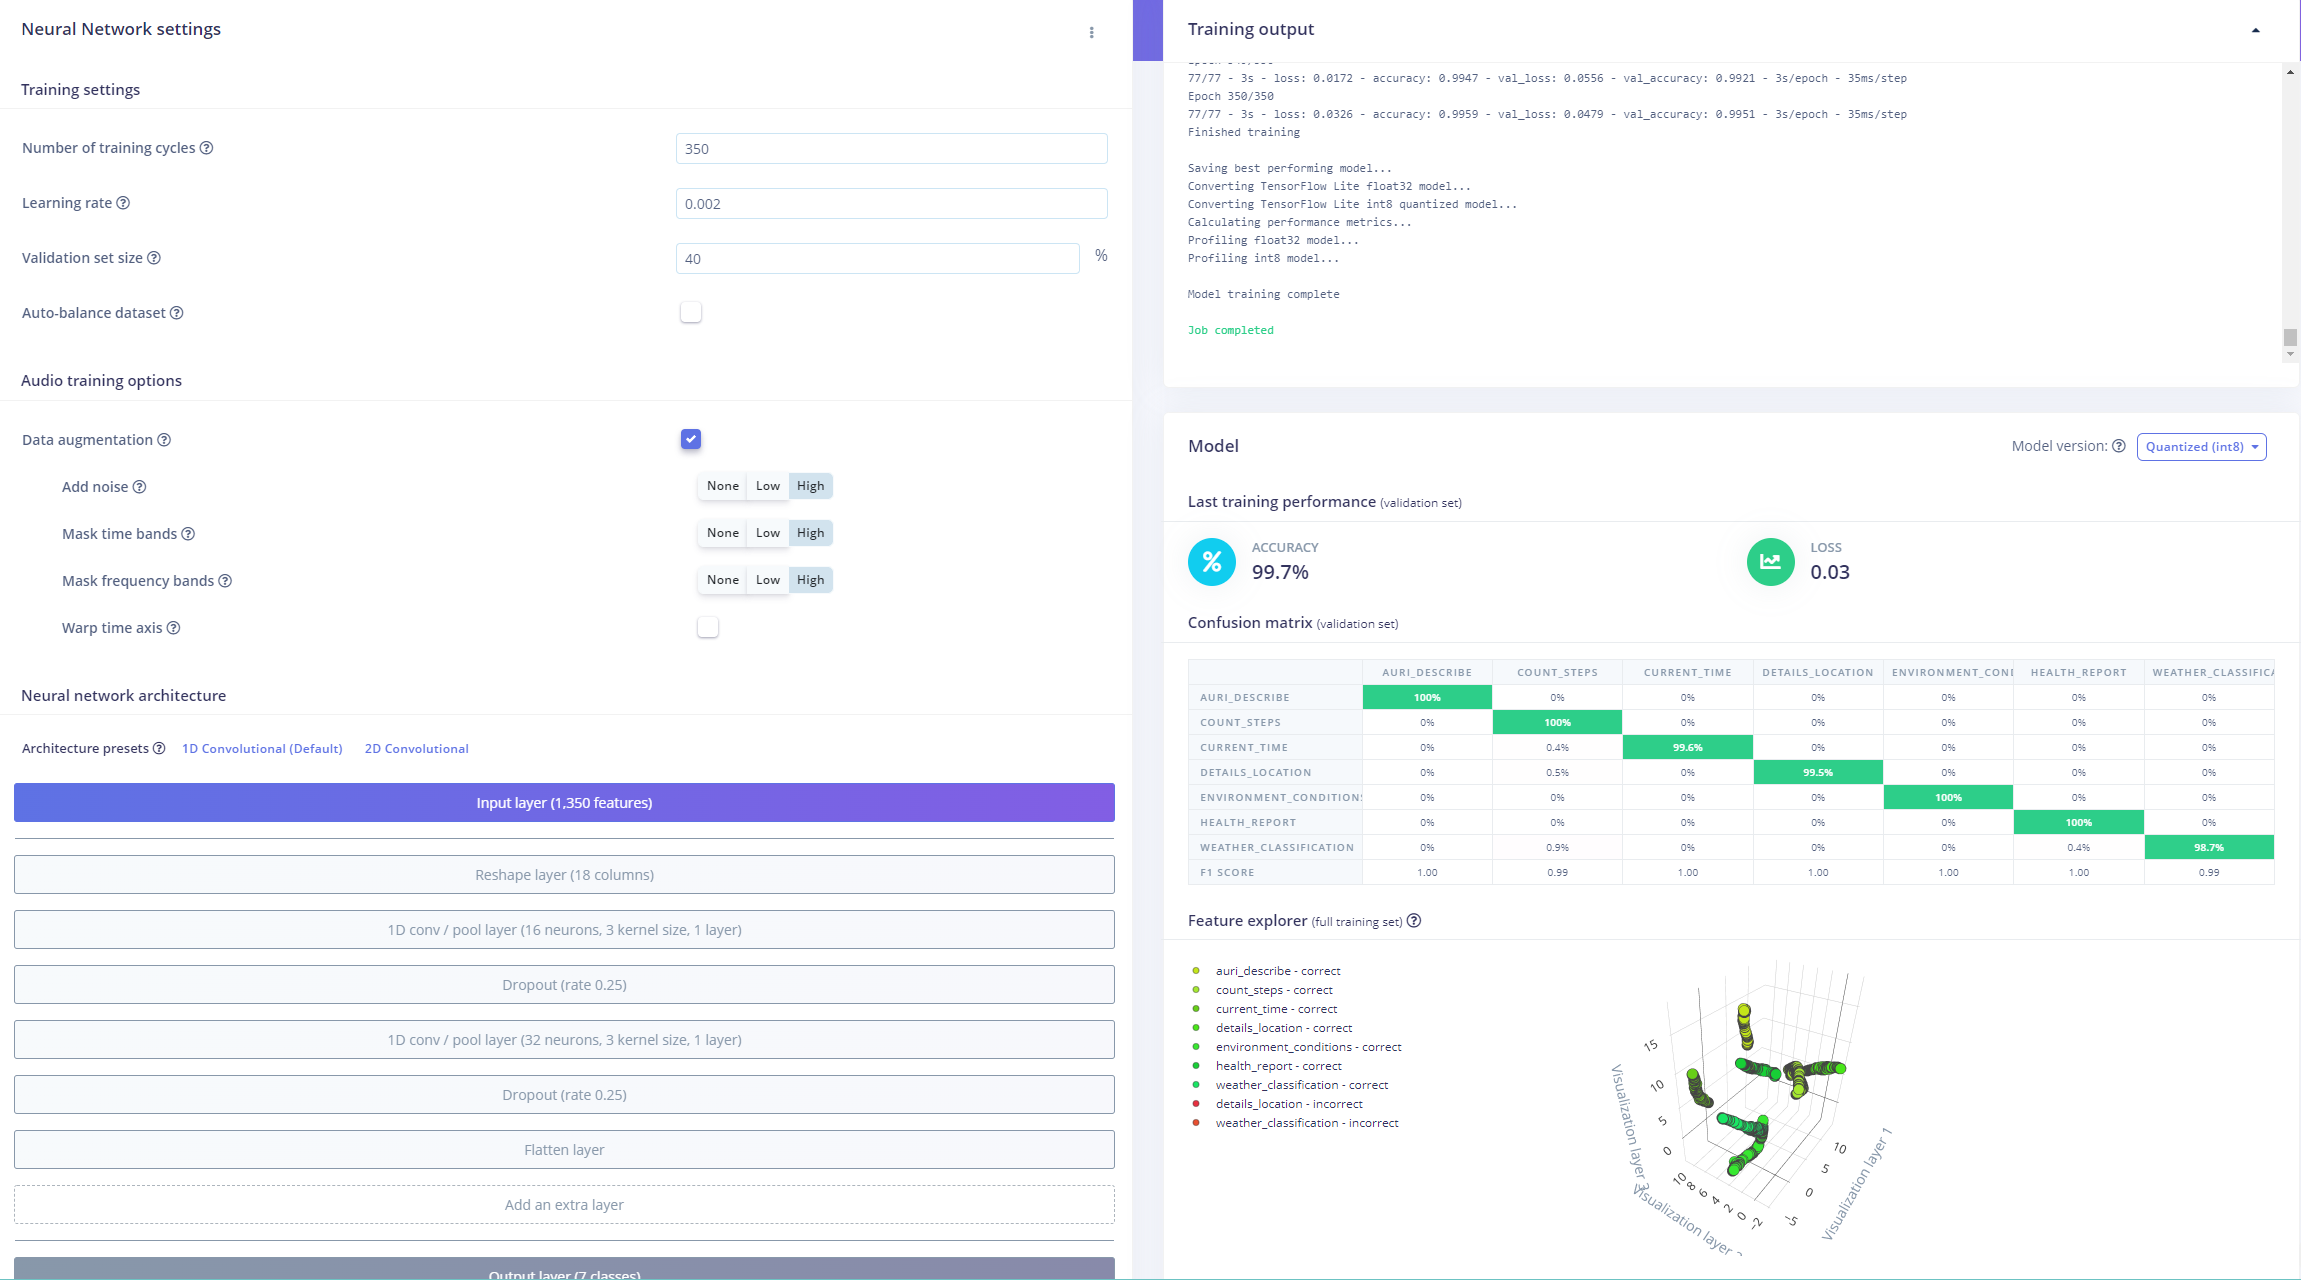 Neural Network settings
Training settings
Number of training cycles
350
Learning rate
0.002
Validation set size
40
%
Auto-balance dataset
Audio training options
Data augmentation
Add noise
None Low High
Mask time bands
None Low High
Mask frequency bands
None Low High
Warp time axis
Neural network architecture
Architecture presets 1D Convolutional (Default) 2D Convolutional
Input layer (1,350 features)
Reshape layer (18 columns)
1D conv / pool layer (16 neurons, 3 kernel size, 1 layer)
Dropout (rate 0.25)
1D conv / pool layer (32 neurons, 3 kernel size, 1 layer)
Dropout (rate 0.25)
Flatten layer
Add an extra layer
Output layer (7 classes)
Training output
77/77 - 3s - loss: 0.0172 - accuracy: 0.9947 - val_loss: 0.0556 - val_accuracy: 0.9921 - 3s/epoch - 35ms/step
Epoch 350/350
77/77 - 3s - loss: 0.0326 - accuracy: 0.9959 - val_loss: 0.0479 - val_accuracy: 0.9951 - 3s/epoch - 35ms/step
Finished training
Saving best performing model...
Converting TensorFlow Lite float32 model...
Converting TensorFlow Lite int8 quantized model...
Calculating performance metrics...
Profiling float32 model...
Profiling int8 model...
Model training complete
Job completed
Model
Model version: Quantized (int8)
Last training performance (validation set)
% ACCURACY
99.7%
LOSS
0.03
Confusion matrix (validation set)
AURI_DESCRIBE COUNT_STEPS CURRENT_TIME DETAILS_LOCATION ENVIRONMENT_CONI HEALTH_REPORT WEATHER_CLASSIFICA
AURI_DESCRIBE 100% 0% 0% 0% 0% 0% 0%
COUNT_STEPS 0% 100% 0% 0% 0% 0% 0%
CURRENT_TIME 0% 0.4% 99.6% 0% 0% 0% 0%
DETAILS_LOCATION 0% 0.5% 0% 99.5% 0% 0% 0%
ENVIRONMENT_CONDITIONS 0% 0% 0% 0% 100% 0% 0%
HEALTH_REPORT 0% 0% 0% 0% 0% 100% 0%
WEATHER_CLASSIFICATION 0% 0.9% 0% 0% 0% 0.4% 98.7%
F1 SCORE 1.00 0.99 1.00 1.00 1.00 1.00 0.99
Feature explorer (full training set)
auri_describe - correct
count_steps - correct
current_time - correct
details_location - correct
environment_conditions - correct
health_report - correct
weather_classification - correct
details_location - incorrect
weather_classification - incorrect
15
10
5
0
Visualization layer 3
10
8
6
4
2
0
−2
Visualization layer
10
5
0
−5
Visualization layer 1